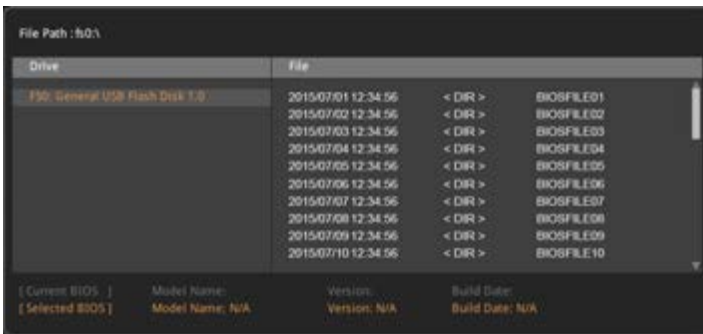 File Path : fs0:\
Drive File
FS0: General USB Flash Disk 1.0
2015/07/01 12:34:56 < DIR > BIOSFILE01
2015/07/02 12:34:56 < DIR > BIOSFILE02
2015/07/03 12:34:56 < DIR > BIOSFILE03
2015/07/04 12:34:56 < DIR > BIOSFILE04
2015/07/05 12:34:56 < DIR > BIOSFILE05
2015/07/06 12:34:56 < DIR > BIOSFILE06
2015/07/07 12:34:56 < DIR > BIOSFILE07
2015/07/08 12:34:56 < DIR > BIOSFILE08
2015/07/09 12:34:56 < DIR > BIOSFILE09
2015/07/10 12:34:56 < DIR > BIOSFILE10
[ Current BIOS ] Model Name: Version: Build Date:
[ Selected BIOS ] Model Name: N/A Version: N/A Build Date: N/A